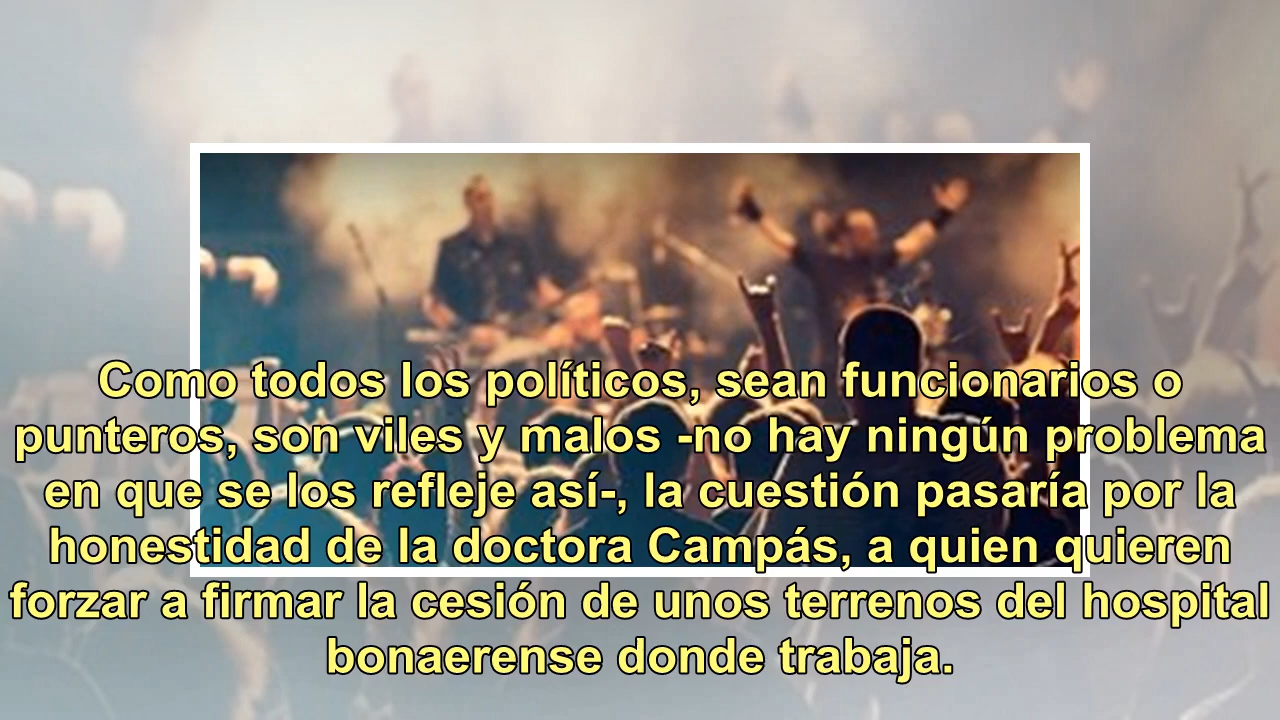 Como todos los políticos, sean funcionarios o
punteros, son viles y malos -no hay ningún problema
en que se los refleje así-, la cuestión pasaría por la
honestidad de la doctora Campás, a quien quieren
forzar a firmar la cesión de unos terrenos del hospital
bonaerense donde trabaja.